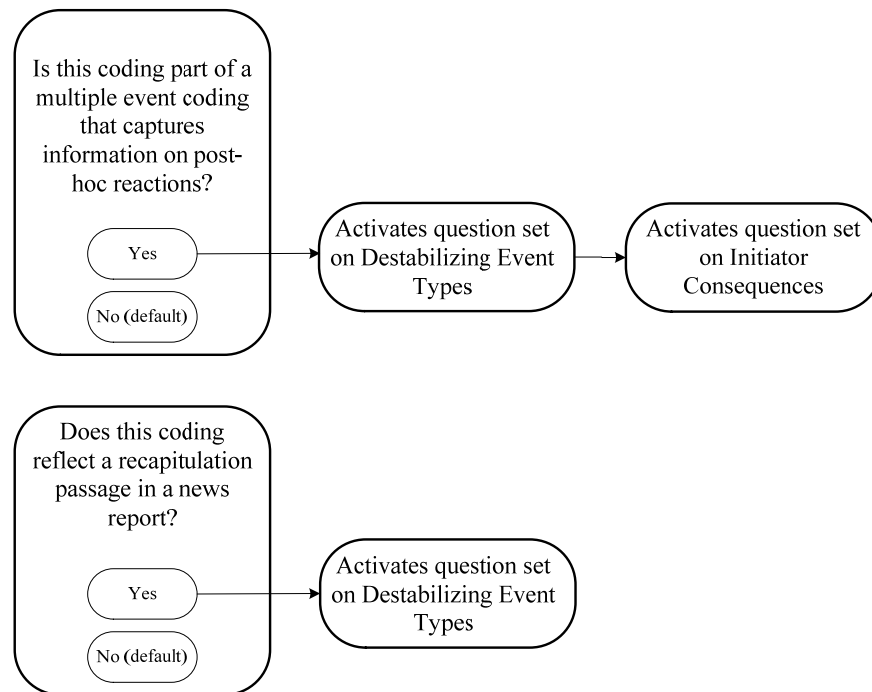 Is this coding part of a
multiple event coding
that captures
information on post-
hoc reactions?
Yes
No (default)
Activates question set
on Destabilizing Event
Types
Activates question set
on Initiator
Consequences
Does this coding
reflect a recapitulation
passage in a news
report?
Yes
No (default)
Activates question set
on Destabilizing Event
Types